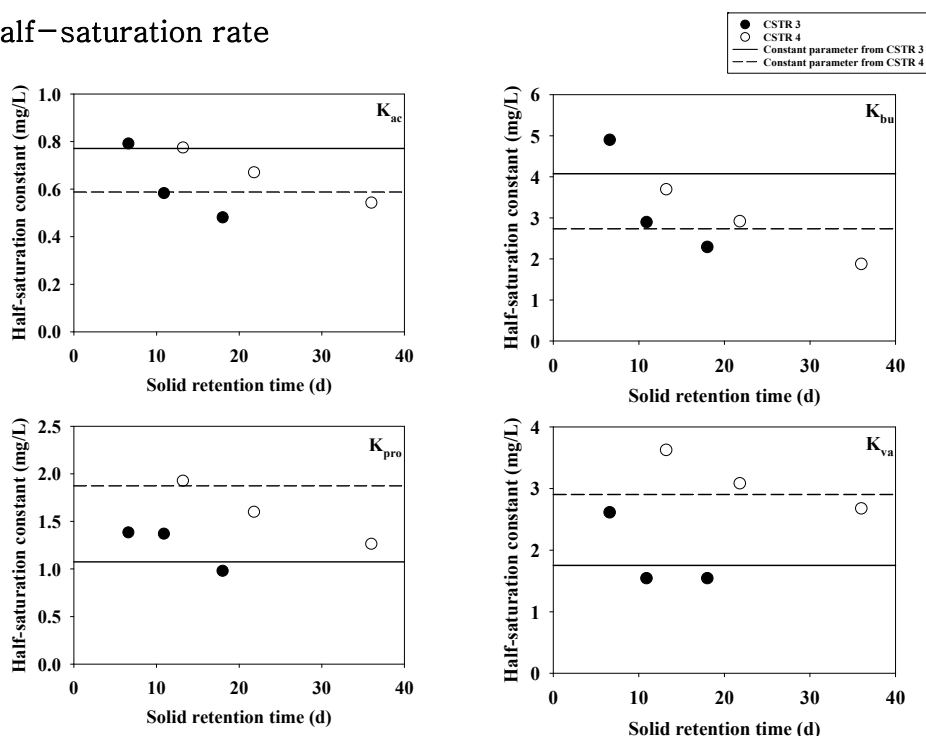 alf-saturation rate
CSTR 3
CSTR 4
Constant parameter from CSTR 3
Constant parameter from CSTR 4
Half-saturation constant (mg/L)
1.0
0.8
0.6
0.4
0.2
0.0
K_ac
0 10 20 30 40
Solid retention time (d)
Half-saturation constant (mg/L)
6
5
4
3
2
1
0
K_bu
0 10 20 30 40
Solid retention time (d)
Half-saturation constant (mg/L)
2.5
2.0
1.5
1.0
0.5
0.0
K_pro
0 10 20 30 40
Solid retention time (d)
Half-saturation constant (mg/L)
4
3
2
1
0
K_va
0 10 20 30 40
Solid retention time (d)